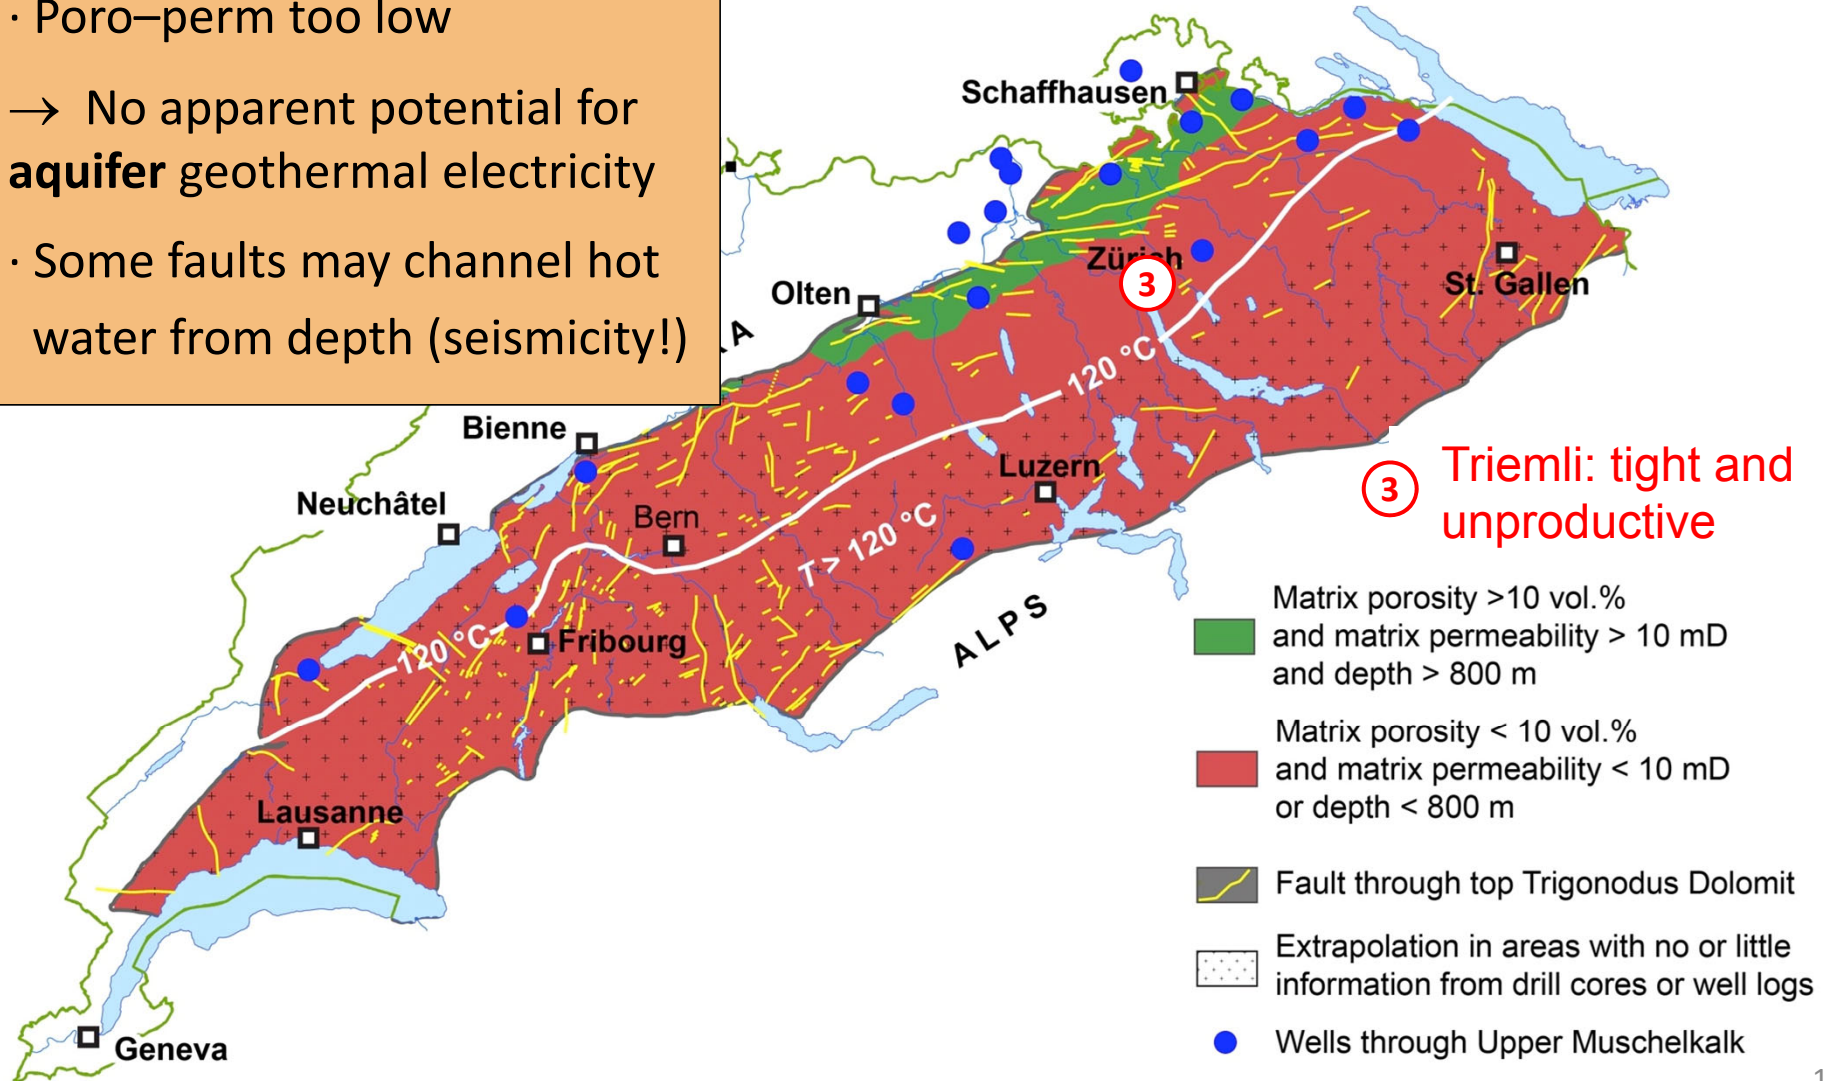 · Poro–perm too low
→ No apparent potential for
aquifer geothermal electricity
· Some faults may channel hot
water from depth (seismicity!)
Schaffhausen
Zürich
3
Olten
St. Gallen
120 °C
Bienne
Luzern
Neuchâtel
Bern
T > 120 °C
ALPS
120 °C
Fribourg
Lausanne
Geneva
3 Triemli: tight and
unproductive
Matrix porosity >10 vol.%
and matrix permeability > 10 mD
and depth > 800 m
Matrix porosity < 10 vol.%
and matrix permeability < 10 mD
or depth < 800 m
Fault through top Trigonodus Dolomit
Extrapolation in areas with no or little
information from drill cores or well logs
Wells through Upper Muschelkalk